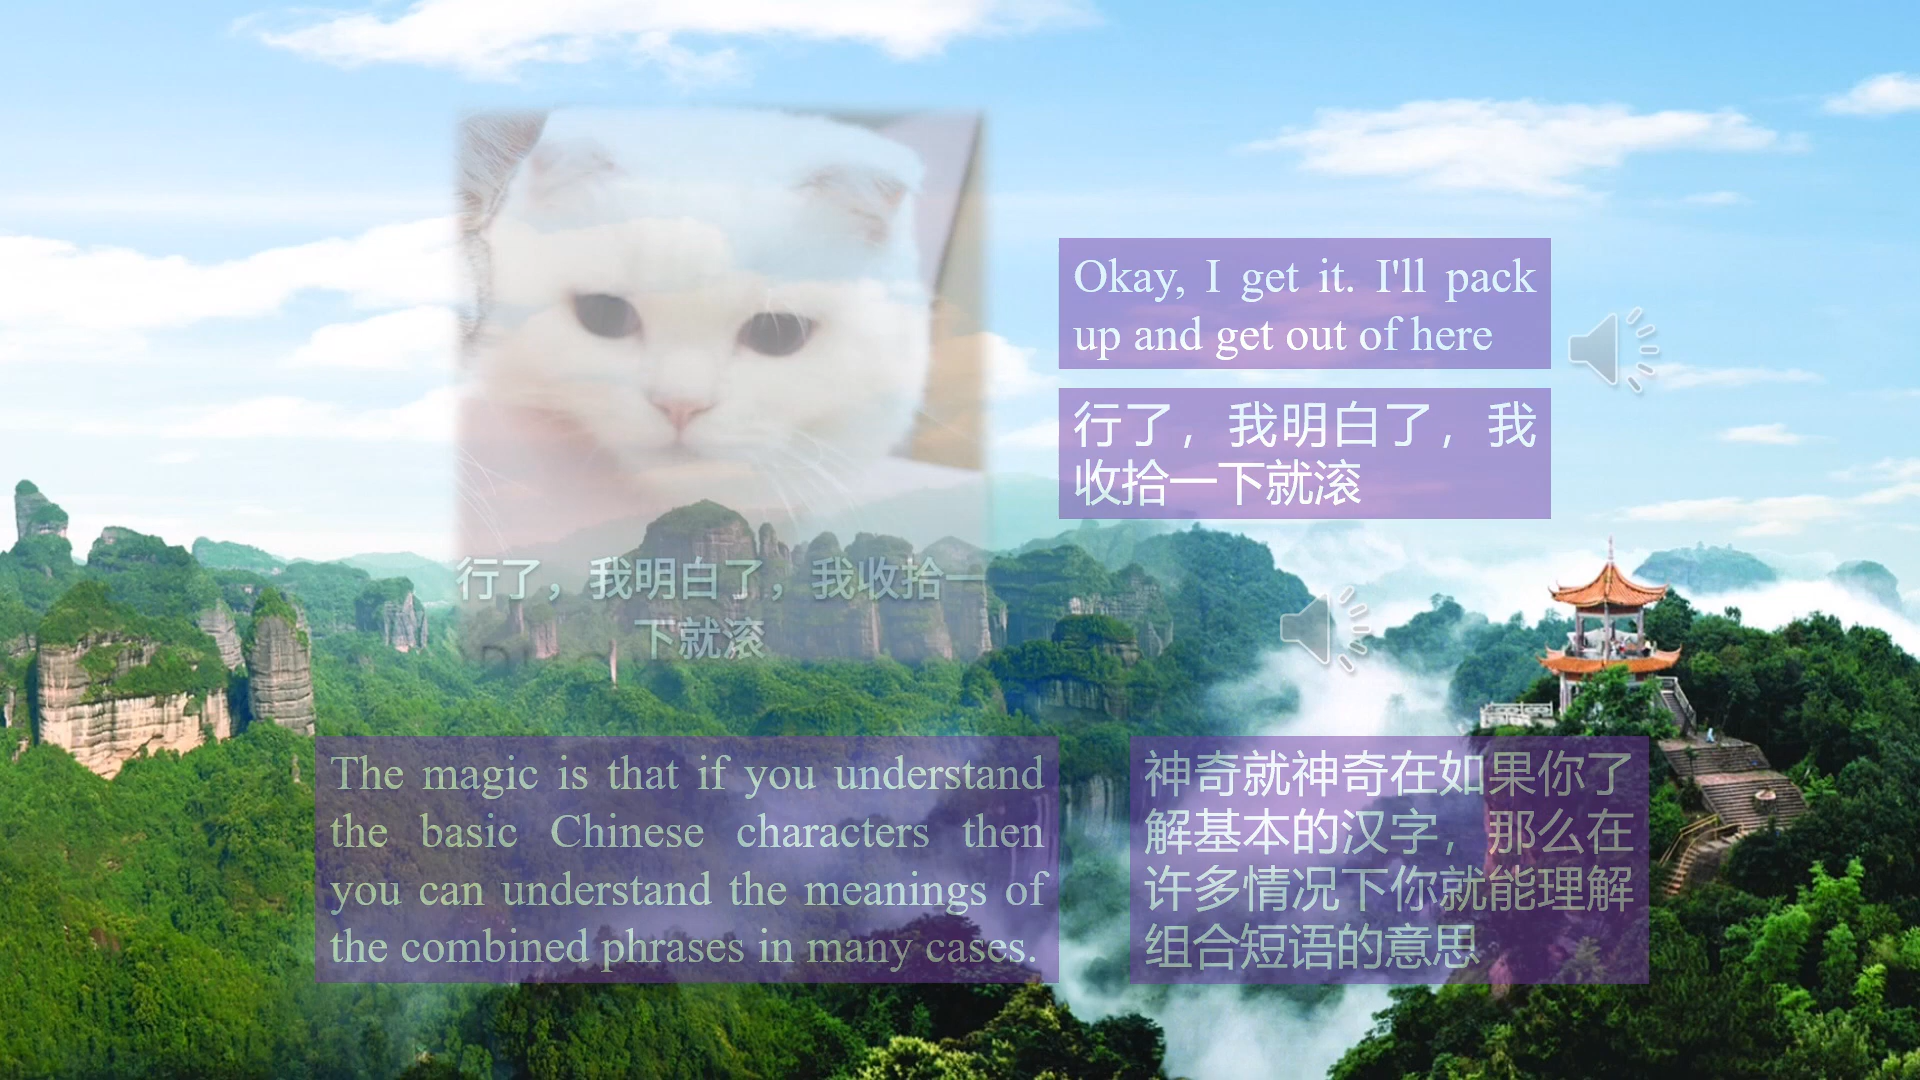 Okay, I get it. I'll pack
up and get out of here
行了，我明白了，我
收拾一下就滚
行了，我明白了，我收拾一
下就滚
The magic is that if you understand
the basic Chinese characters then
you can understand the meanings of
the combined phrases in many cases.
神奇就神奇在如果你了
解基本的汉字，那么在
许多情况下你就能理解
组合短语的意思